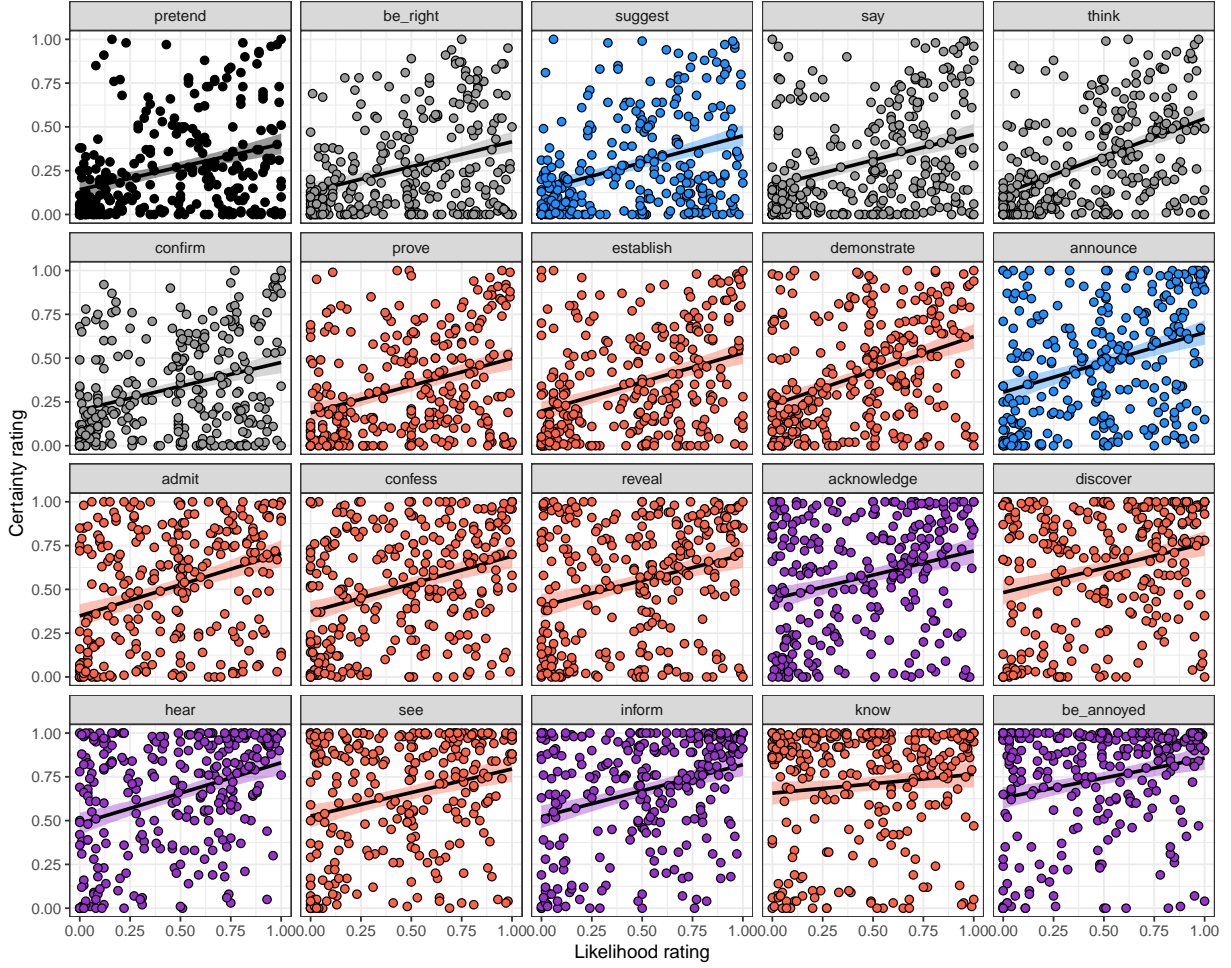 pretend be_right suggest say think
1.00
0.75
0.50
0.25
0.00
confirm prove establish demonstrate announce
1.00
0.75
0.50
0.25
0.00
Certainty rating
admit confess reveal acknowledge discover
1.00
0.75
0.50
0.25
0.00
hear see inform know be_annoyed
1.00
0.75
0.50
0.25
0.00
0.00 0.25 0.50 0.75 1.00 0.00 0.25 0.50 0.75 1.00 0.00 0.25 0.50 0.75 1.00 0.00 0.25 0.50 0.75 1.00 0.00 0.25 0.50 0.75 1.00
Likelihood rating